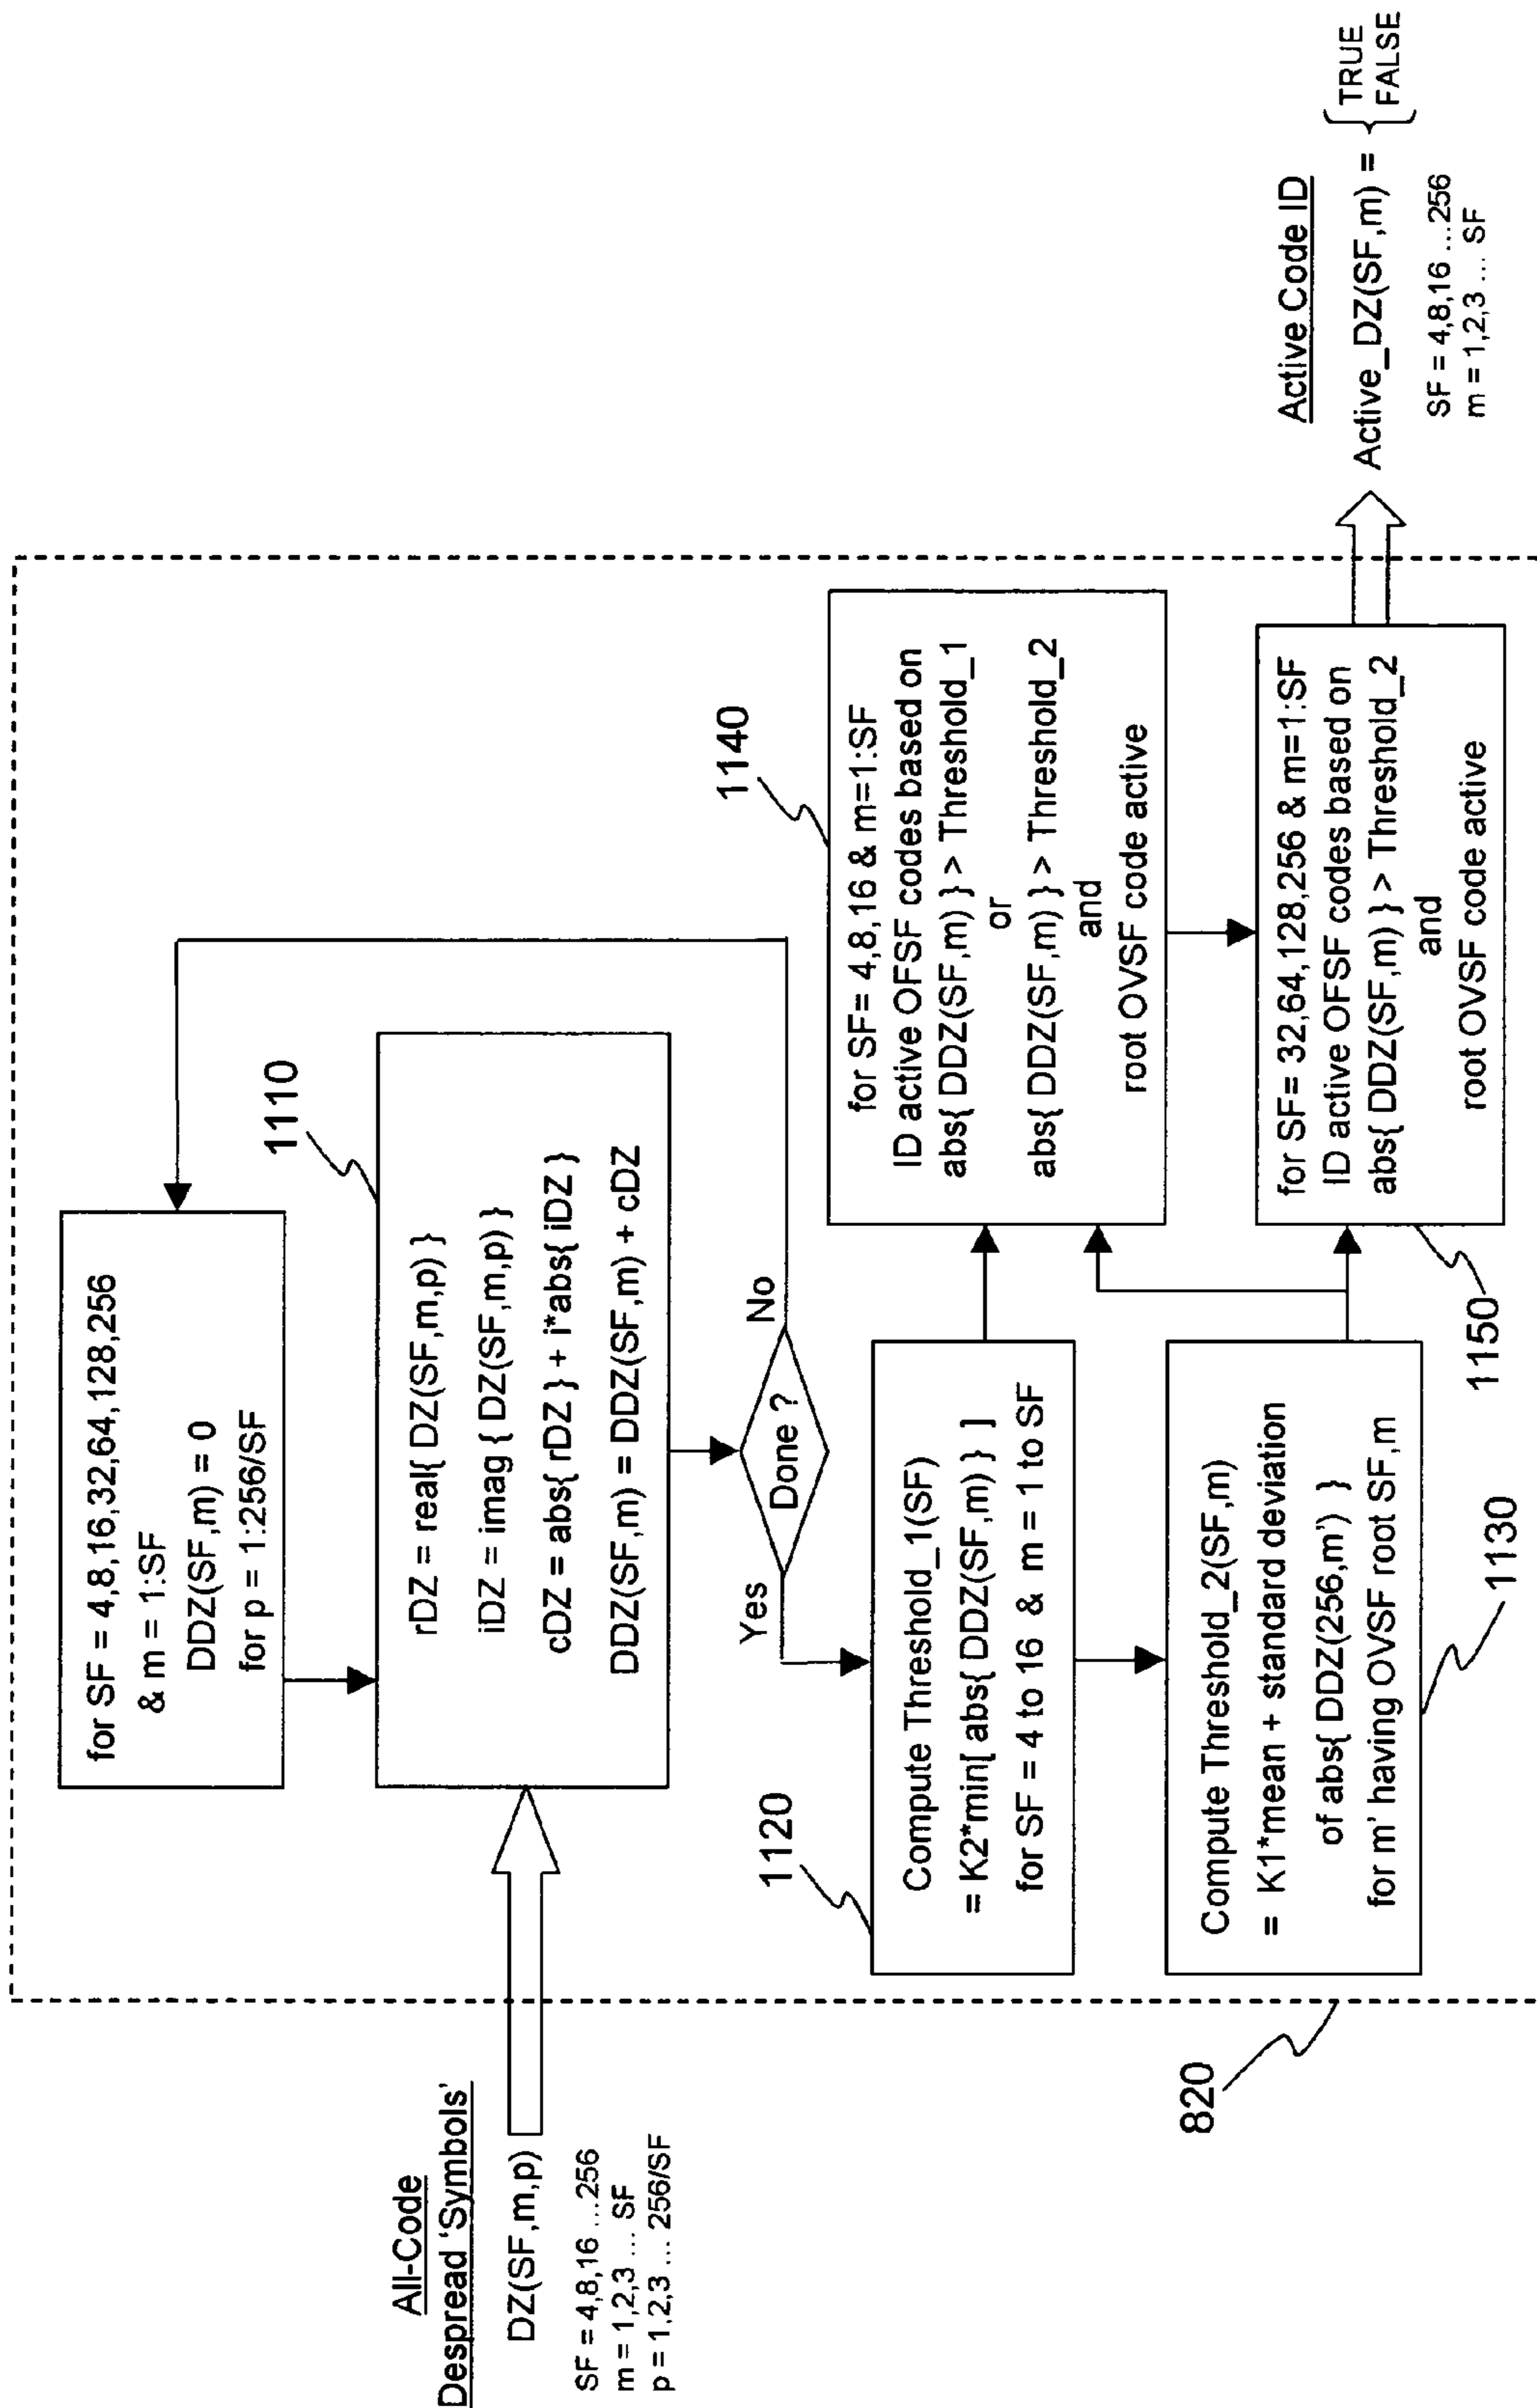 All-Code
Despread 'Symbols'
DZ(SF,m,p)
SF = 4,8,16 ...256
m = 1,2,3 ... SF
p = 1,2,3 ... 256/SF
820
for SF = 4,8,16,32,64,128,256
& m = 1:SF
DDZ(SF,m) = 0
for p = 1:256/SF
1110
rDZ = real{ DZ(SF,m,p) }
iDZ = imag { DZ(SF,m,p) }
cDZ = abs{ rDZ } + i*abs{ iDZ }
DDZ(SF,m) = DDZ(SF,m) + cDZ
Done ?
Yes
No
1120
Compute Threshold_1(SF)
= K2*min[ abs{ DDZ(SF,m) } ]
for SF = 4 to 16 & m = 1 to SF
Compute Threshold_2(SF,m)
= K1*mean + standard deviation
of abs{ DDZ(256,m') }
for m' having OVSF root SF,m
1130
1140
for SF= 4,8,16 & m=1:SF
ID active OFSF codes based on
abs{ DDZ(SF,m) } > Threshold_1
or
abs{ DDZ(SF,m) } > Threshold_2
and
root OVSF code active
for SF= 32,64,128,256 & m=1:SF
ID active OFSF codes based on
abs{ DDZ(SF,m) } > Threshold_2
and
root OVSF code active
1150
Active Code ID
Active_DZ(SF,m) = { TRUE
FALSE
SF = 4,8,16 ...256
m = 1,2,3 ... SF